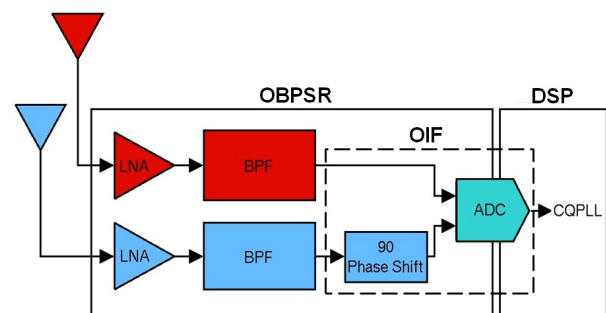 OBPSR
DSP
OIF
LNA
BPF
ADC
CQPLL
LNA
BPF
90
Phase Shift